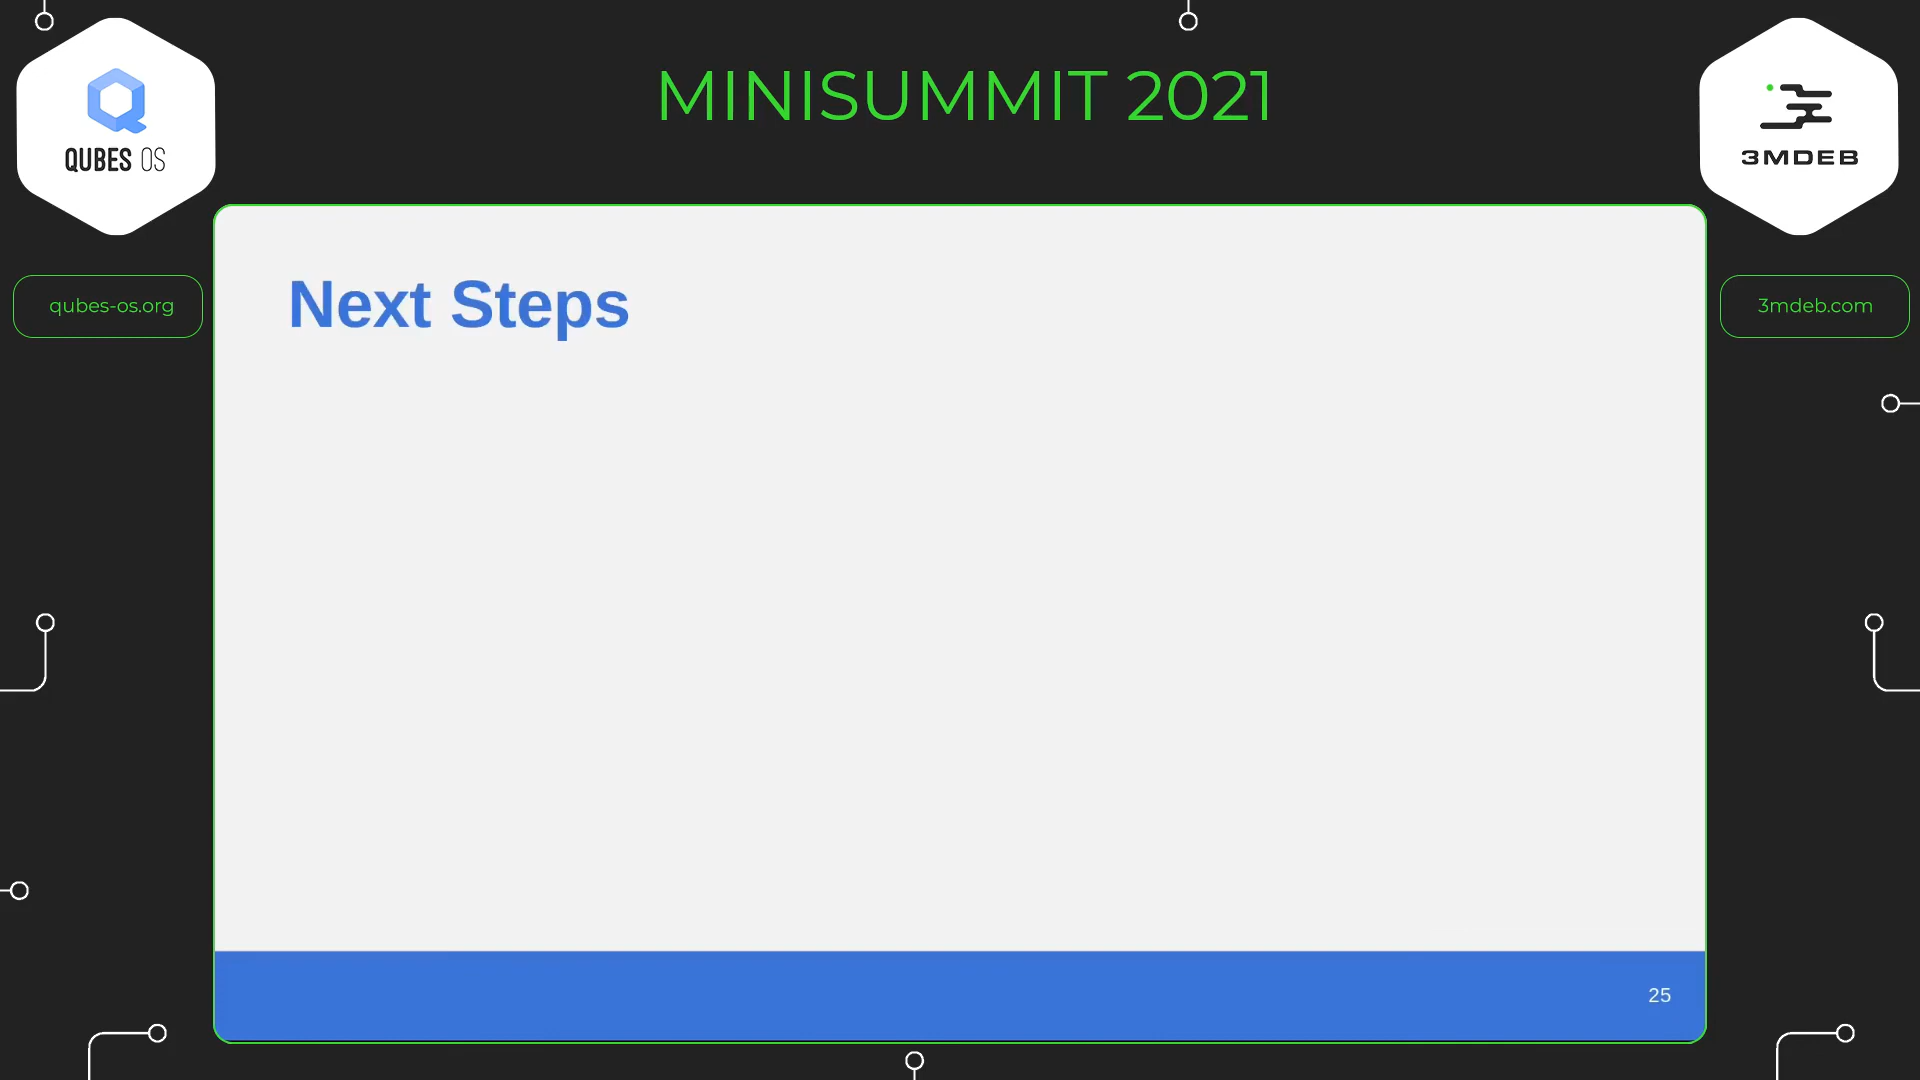 MINISUMMIT 2021
QUBES OS
3MDEB
qubes-os.org
3mdeb.com
Next Steps
25